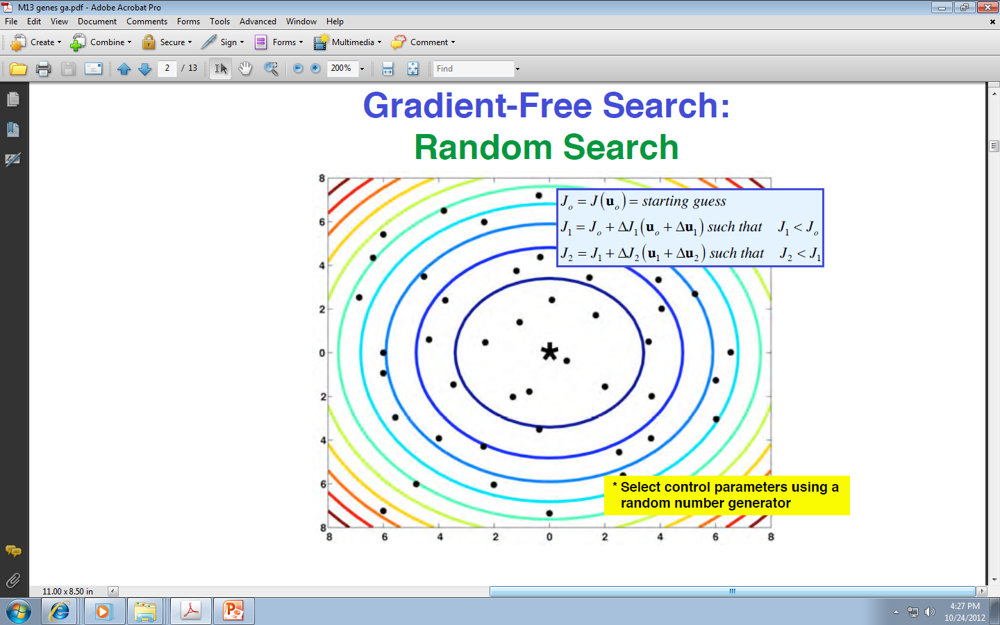 M13 genes ga.pdf - Adobe Acrobat Pro
File Edit View Document Comments Forms Tools Advanced Window Help
Create Combine Secure Sign Forms Multimedia Comment
2 / 13 200% Find
Gradient-Free Search:
Random Search
J_o = J(u_o) = starting guess
J_1 = J_o + ΔJ_1(u_o + Δu_1) such that J_1 < J_o
J_2 = J_1 + ΔJ_2(u_1 + Δu_2) such that J_2 < J_1
8
6
4
2
0
2
4
6
8
8 6 4 2 0 2 4 6 8
*
* Select control parameters using a
random number generator
11.00 x 8.50 in
4:27 PM
10/24/2012